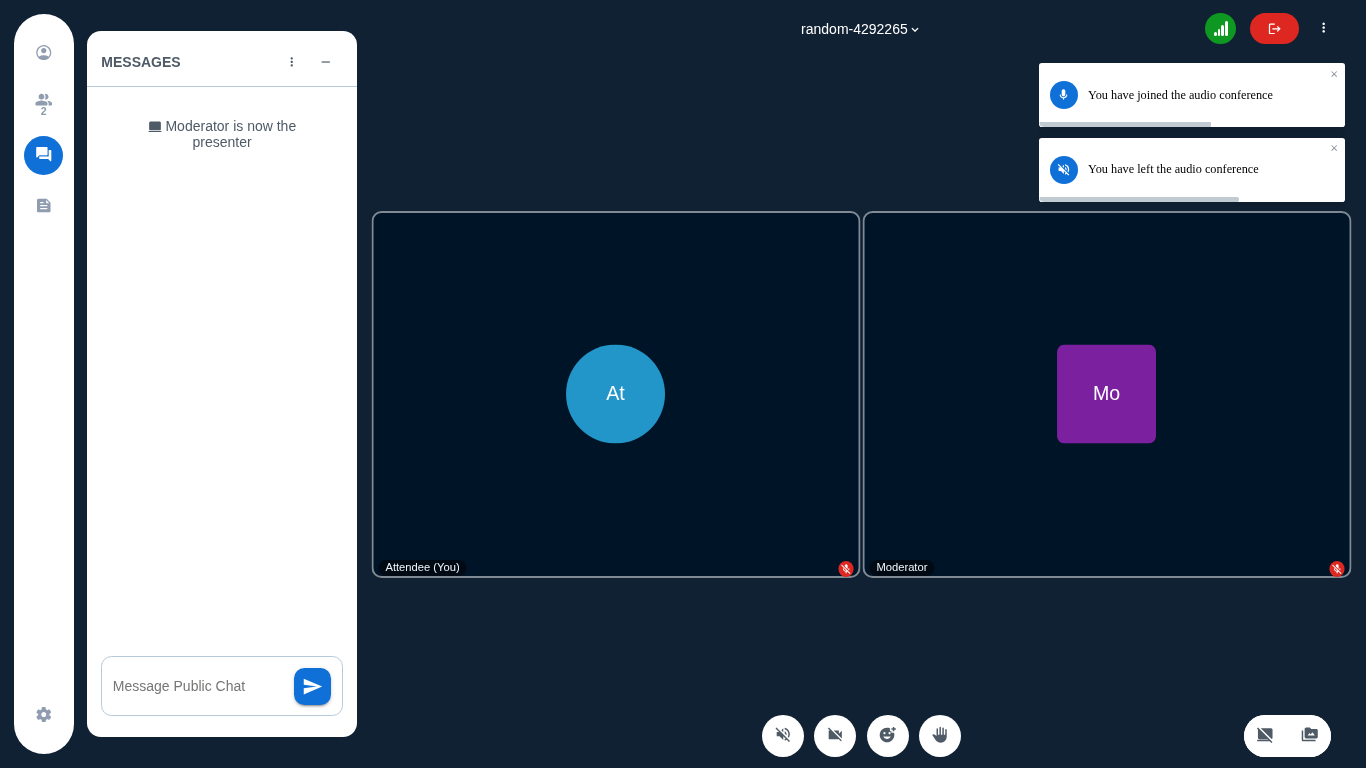 random-4292265
2
MESSAGES
Moderator is now the
presenter
You have joined the audio conference
You have left the audio conference
At
Mo
Attendee (You)
Moderator
Message Public Chat